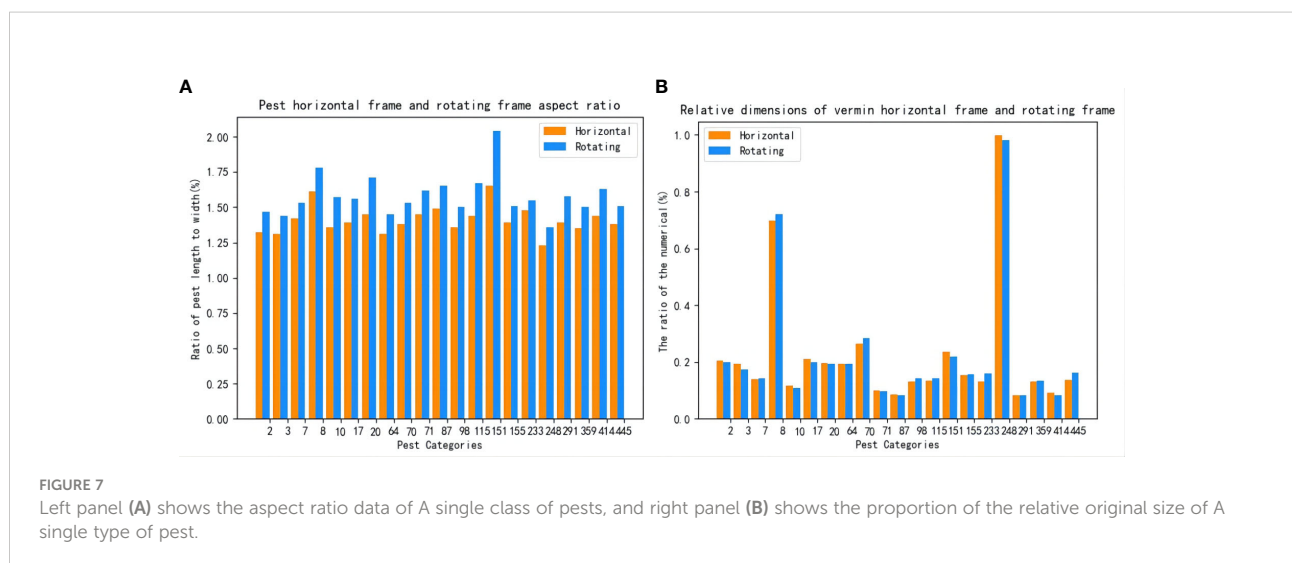 A
Pest horizontal frame and rotating frame aspect ratio
Horizontal
Rotating
2.00
1.75
1.50
1.25
1.00
0.75
0.50
0.25
0.00
Ratio of pest length to width(%)
2 3 7 8 10 17 20 64 70 71 87 98 115 151 155 233 248 291 359 414 445
Pest Categories
B
Relative dimensions of vermin horizontal frame and rotating frame
Horizontal
Rotating
1.0
0.8
0.6
0.4
0.2
0.0
The ratio of the numerical(%)
2 3 7 8 10 17 20 64 70 71 87 98 115 151 155 233 248 291 359 414 445
Pest Categories
FIGURE 7
Left panel (A) shows the aspect ratio data of A single class of pests, and right panel (B) shows the proportion of the relative original size of A
single type of pest.